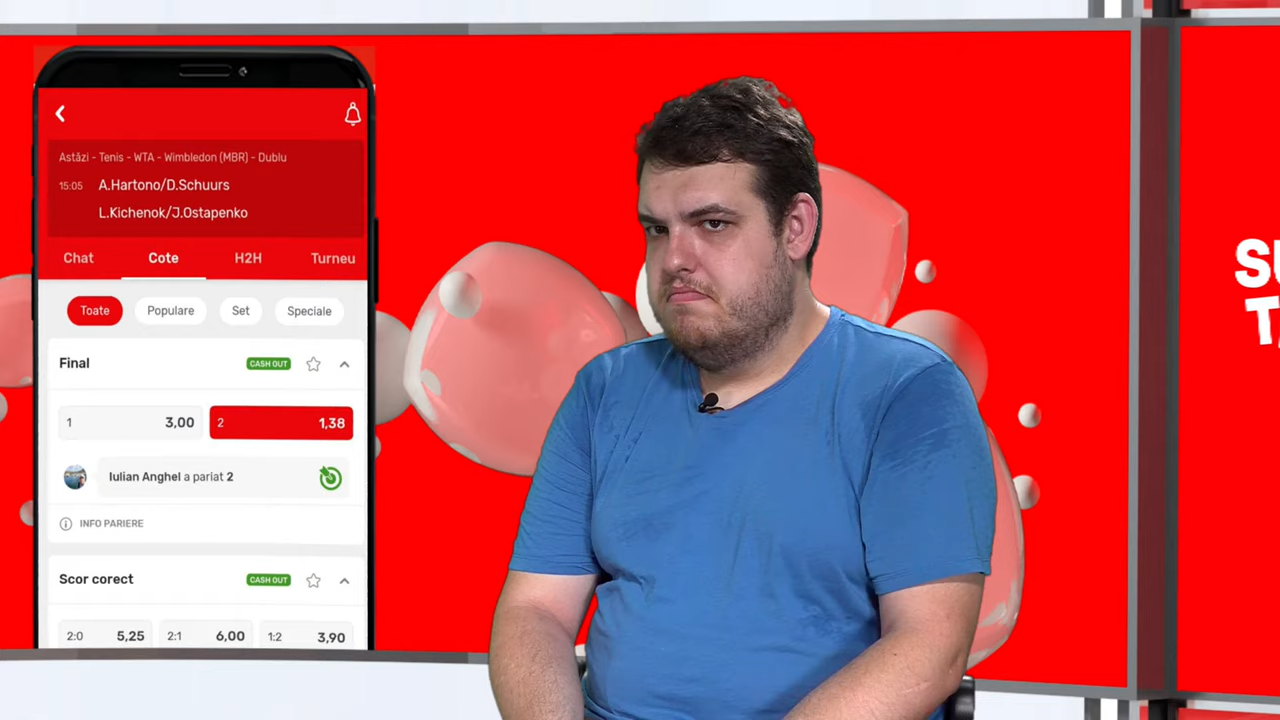 Astăzi - Tenis - WTA - Wimbledon (MBR) - Dublu
15:05 A.Hartono/D.Schuurs
L.Kichenok/J.Ostapenko
Chat Cote H2H Turneu
Toate Populare Set Speciale
Final CASH OUT
1 3,00 2 1,38
Iulian Anghel a pariat 2
INFO PARIERE
Scor corect CASH OUT
2:0 5,25 2:1 6,00 1:2 3,90